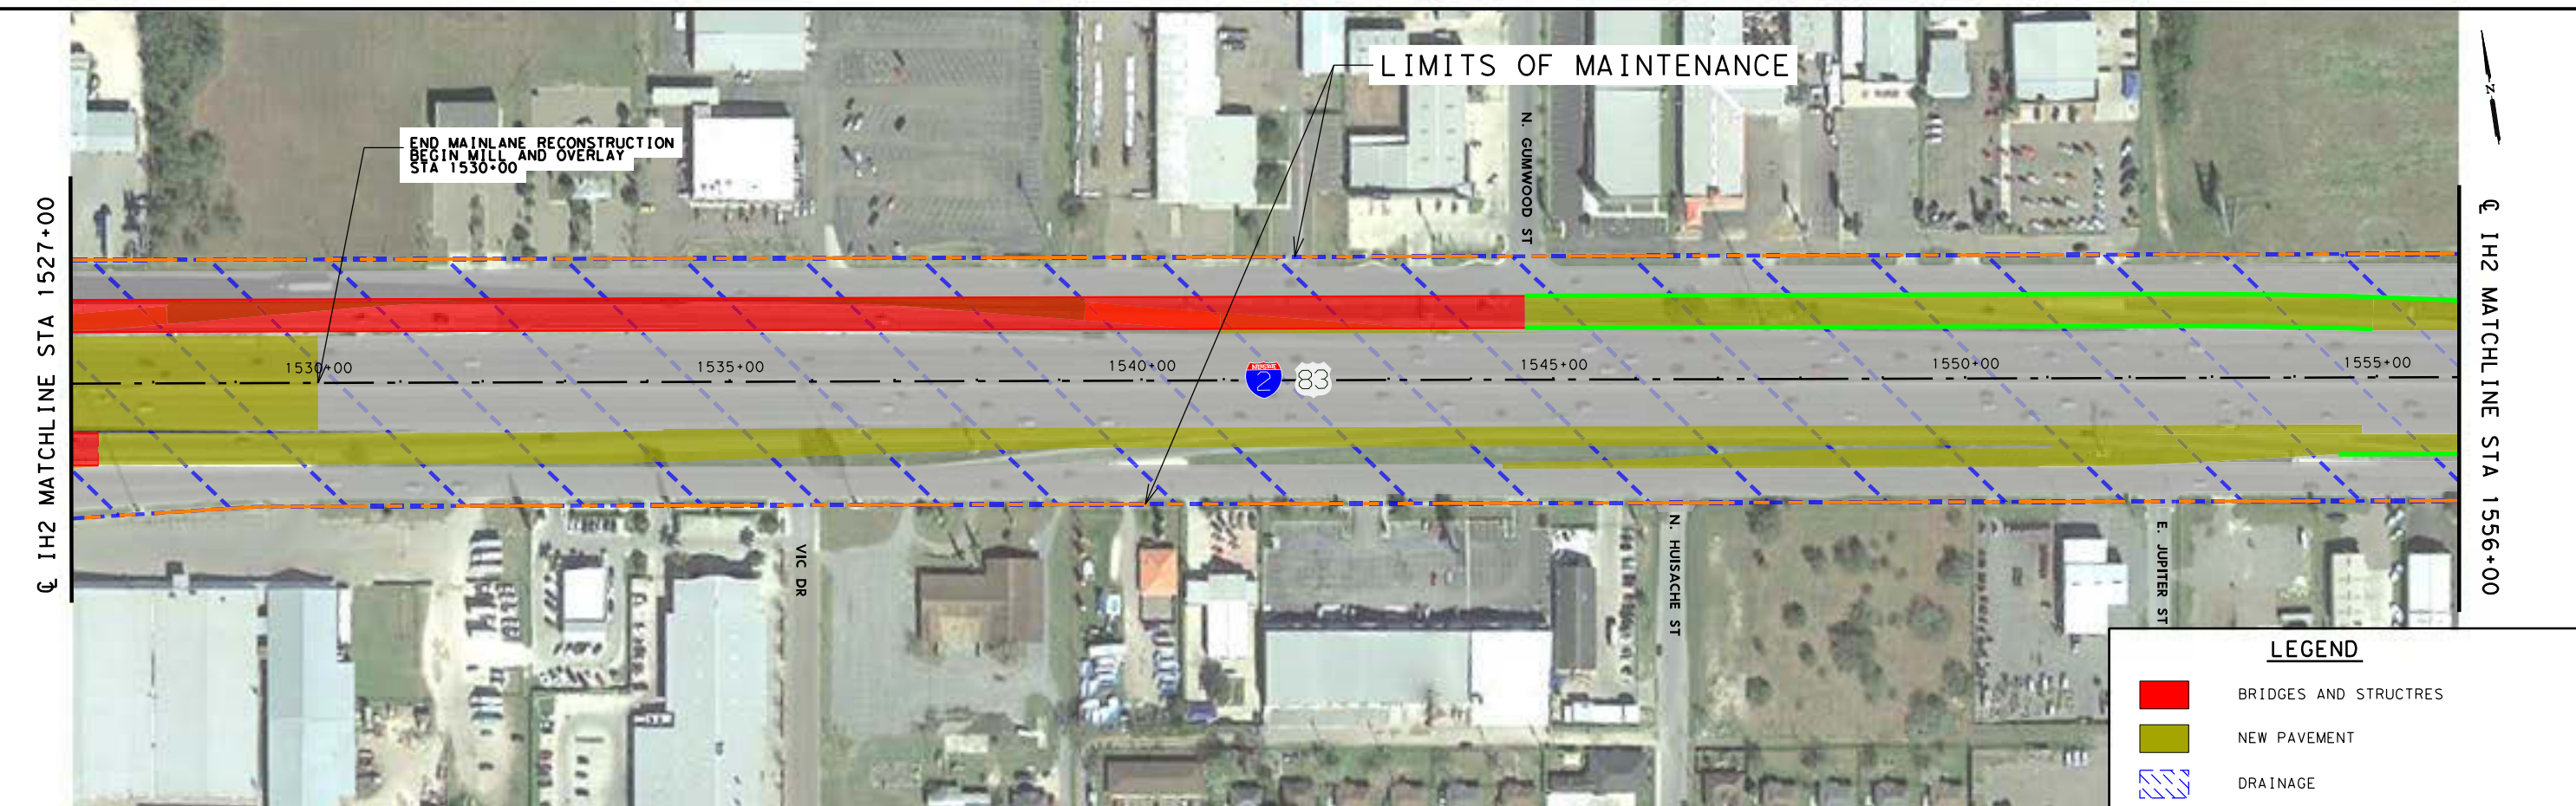 LIMITS OF MAINTENANCE
END MAINLANE RECONSTRUCTION
BEGIN MILL AND OVERLAY
STA 1530+00
N. GUMWOOD ST
N
℄ IH2 MATCHLINE STA 1527+00
℄ IH2 MATCHLINE STA 1556+00
1530+00
1535+00
1540+00
1545+00
1550+00
1555+00
INTERSTATE
2
83
VIC DR
N. HUISACHE ST
E. JUPITER ST
LEGEND
BRIDGES AND STRUCTRES
NEW PAVEMENT
DRAINAGE